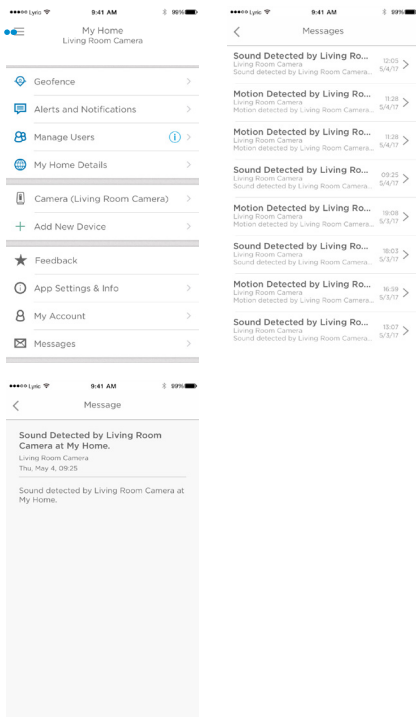 Lyric
9:41 AM
99%
My Home
Living Room Camera
Geofence
Alerts and Notifications
Manage Users
My Home Details
Camera (Living Room Camera)
Add New Device
Feedback
App Settings & Info
My Account
Messages
Lyric
9:41 AM
99%
Messages
Sound Detected by Living Ro...
Living Room Camera
Sound detected by Living Room Camera...
12:05
5/4/17
Motion Detected by Living Ro...
Living Room Camera
Motion detected by Living Room Camera...
11:28
5/4/17
Motion Detected by Living Ro...
Living Room Camera
Motion detected by Living Room Camera...
11:28
5/4/17
Sound Detected by Living Ro...
Living Room Camera
Sound detected by Living Room Camera...
09:25
5/4/17
Motion Detected by Living Ro...
Living Room Camera
Motion detected by Living Room Camera...
19:08
5/3/17
Sound Detected by Living Ro...
Living Room Camera
Sound detected by Living Room Camera...
18:03
5/3/17
Motion Detected by Living Ro...
Living Room Camera
Motion detected by Living Room Camera...
16:59
5/3/17
Sound Detected by Living Ro...
Living Room Camera
Sound detected by Living Room Camera...
13:07
5/3/17
Lyric
9:41 AM
99%
Message
Sound Detected by Living Room
Camera at My Home.
Living Room Camera
Thu, May 4, 09:25
Sound detected by Living Room Camera at
My Home.